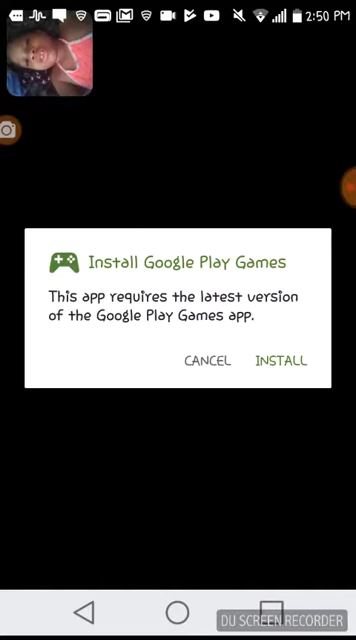 2:50 PM
Install Google Play Games
This app requires the latest version
of the Google Play Games app.
CANCEL INSTALL
DU SCREEN RECORDER